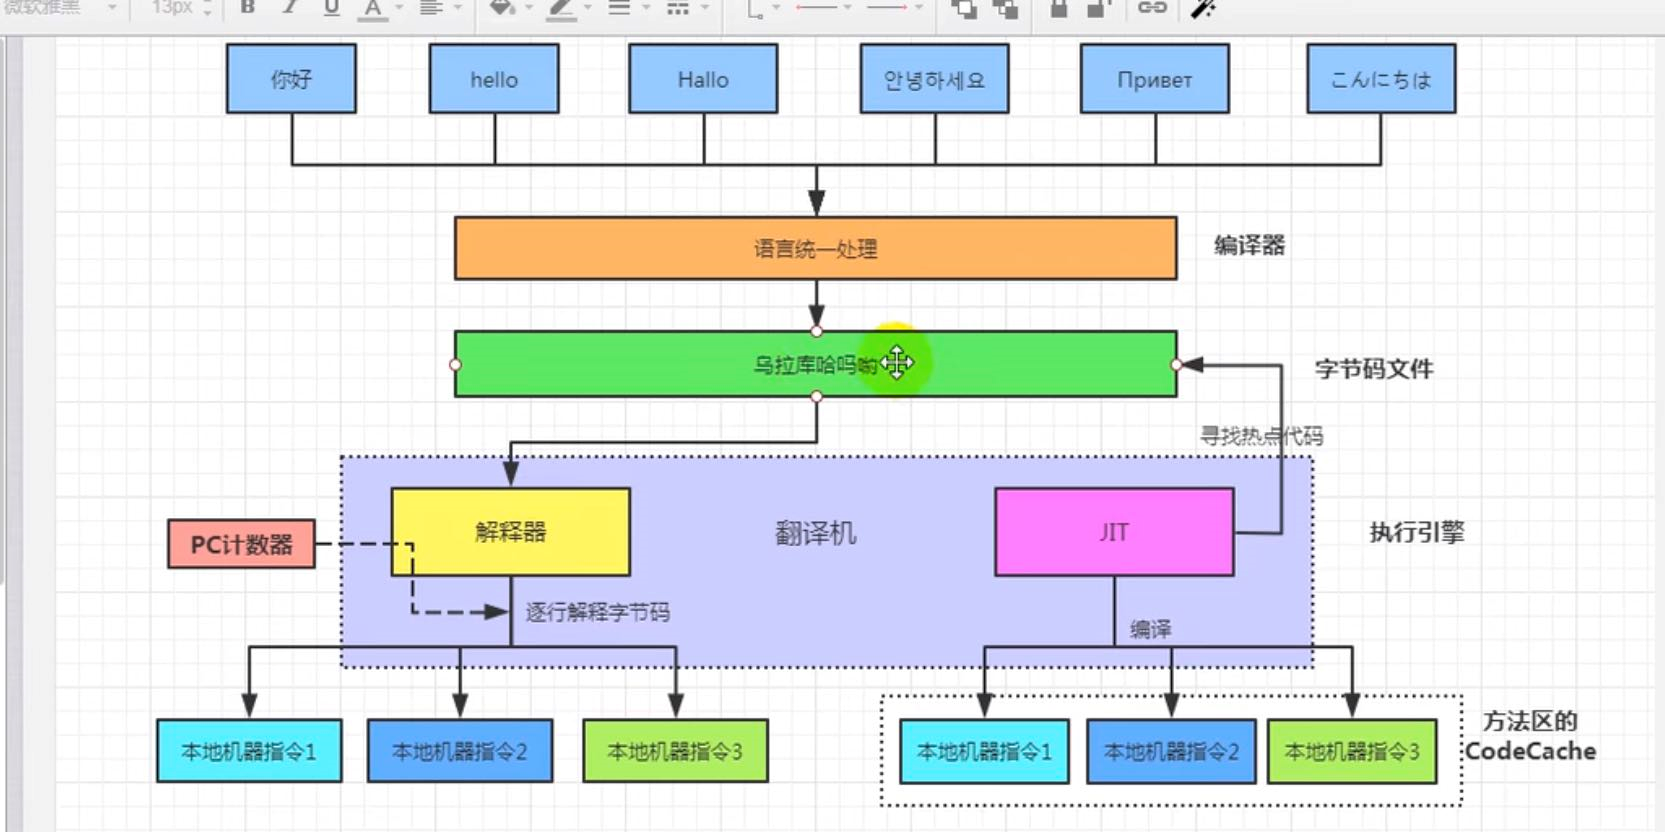 微软雅黑 13px B I U A
你好 hello Hallo 안녕하세요 Привет こんにちは
语言统一处理 编译器
乌拉库哈吗哟 字节码文件
寻找热点代码
解释器 翻译机 JIT 执行引擎
PC计数器
逐行解释字节码
编译
本地机器指令1 本地机器指令2 本地机器指令3 本地机器指令1 本地机器指令2 本地机器指令3
方法区的
CodeCache